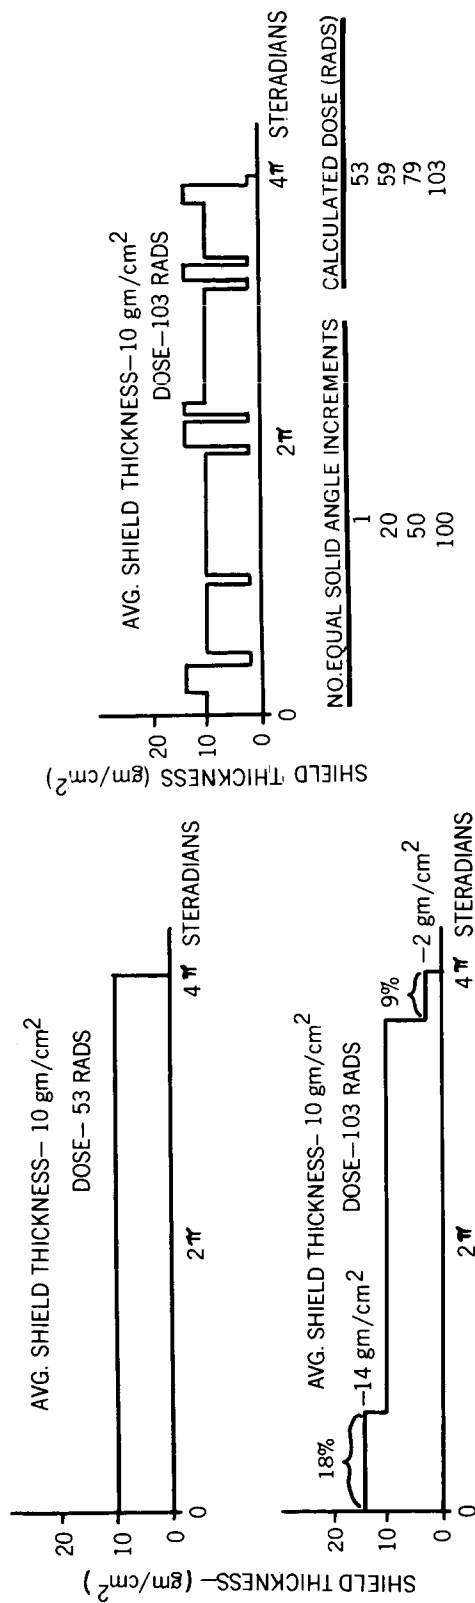 AVG. SHIELD THICKNESS– 10 gm/cm²
DOSE– 53 RADS
20
10
0
0
2π
4π STERADIANS
SHIELD THICKNESS–(gm/cm²)
AVG. SHIELD THICKNESS– 10 gm/cm²
DOSE–103 RADS
18%
–14 gm/cm²
9%
–2 gm/cm²
20
10
0
0
2π
4π STERADIANS
AVG. SHIELD THICKNESS–10 gm/cm²
DOSE–103 RADS
SHIELD THICKNESS (gm/cm²)
20
10
0
0
2π
4π STERADIANS
NO. EQUAL SOLID ANGLE INCREMENTS CALCULATED DOSE (RADS)
1 53
20 59
50 79
100 103